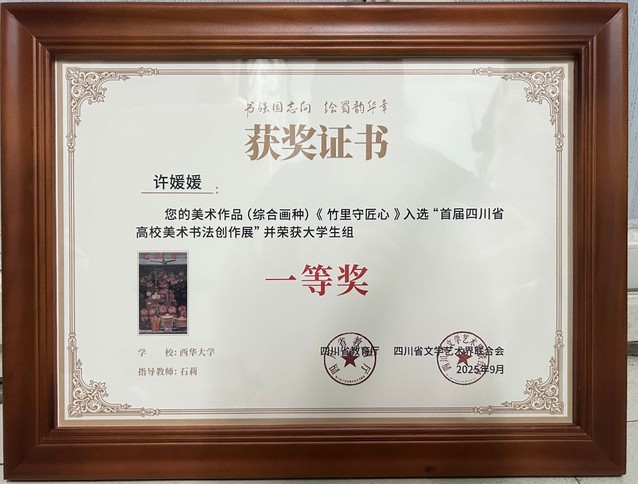 书强国志向 绘蜀韵华章
获奖证书
许媛媛:
您的美术作品(综合画种)《竹里守匠心》入选“首届四川省
高校美术书法创作展”并荣获大学生组
一等奖
学 校:西华大学
指导教师:石莉
四川省教育厅 四川省文学艺术界联合会
2025年9月